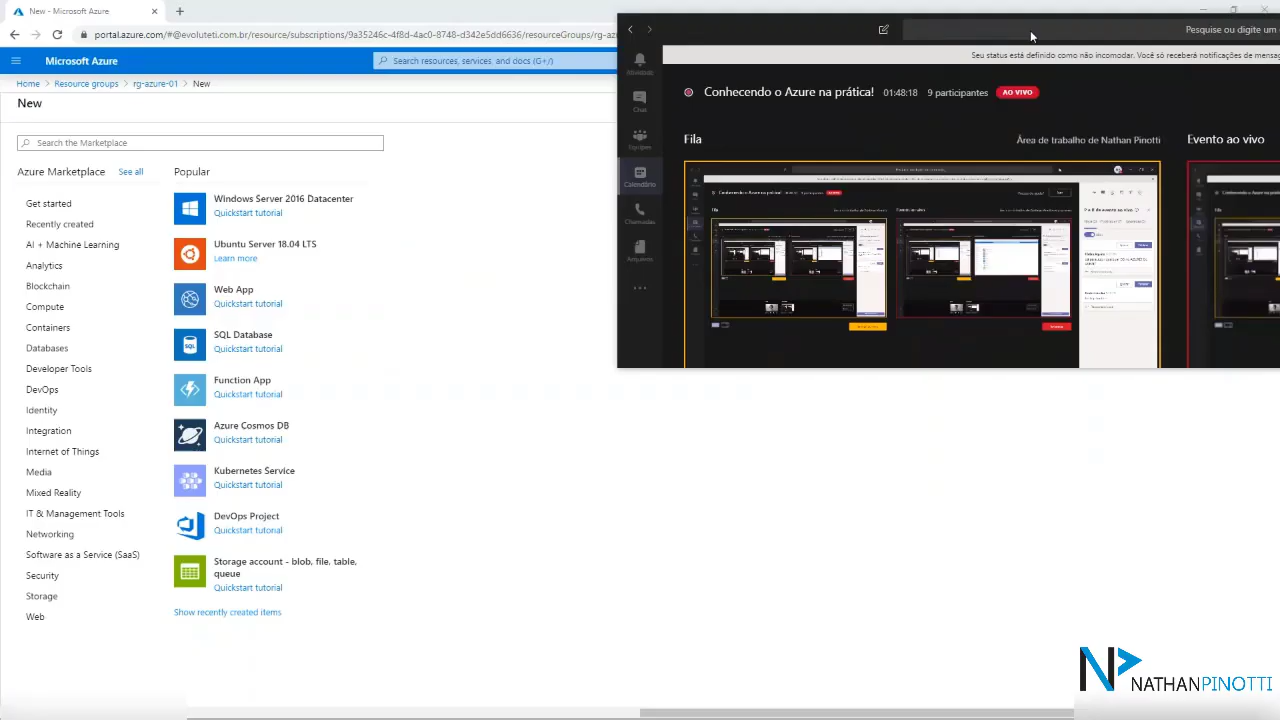 New - Microsoft Azure
portal.azure.com/#@evoluteti.com.br/resource/subscriptions/9a35246c-4f8d-4ac0-8748-d342e5dd6636/resourceGroups/rg-az
Microsoft Azure
Search resources, services, and docs (G+/)
Home > Resource groups > rg-azure-01 > New
New
Search the Marketplace
Azure Marketplace See all
Popular
Get started
Recently created
AI + Machine Learning
Analytics
Blockchain
Compute
Containers
Databases
Developer Tools
DevOps
Identity
Integration
Internet of Things
Media
Mixed Reality
IT & Management Tools
Networking
Software as a Service (SaaS)
Security
Storage
Web
Windows Server 2016 Datacenter
Quickstart tutorial
Ubuntu Server 18.04 LTS
Learn more
Web App
Quickstart tutorial
SQL Database
Quickstart tutorial
Function App
Quickstart tutorial
Azure Cosmos DB
Quickstart tutorial
Kubernetes Service
Quickstart tutorial
DevOps Project
Quickstart tutorial
Storage account - blob, file, table,
queue
Quickstart tutorial
Show recently created items
Pesquise ou digite um
Seu status está definido como não incomodar. Você só receberá notificações de mensag
Chat
Equipes
Calendário
Chamadas
Arquivos
Conhecendo o Azure na prática! 01:48:18 9 participantes AO VIVO
Fila
Área de trabalho de Nathan Pinotti
Evento ao vivo
NATHANPINOTTI